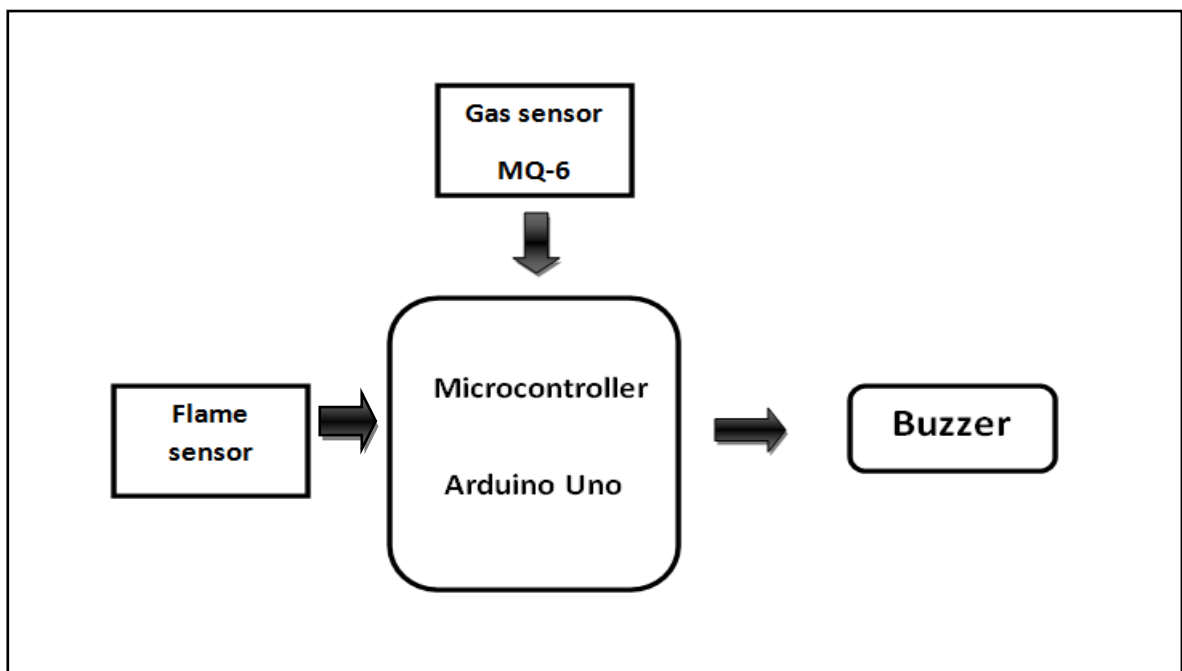 Gas sensor
MQ-6
Flame
sensor
Microcontroller
Arduino Uno
Buzzer